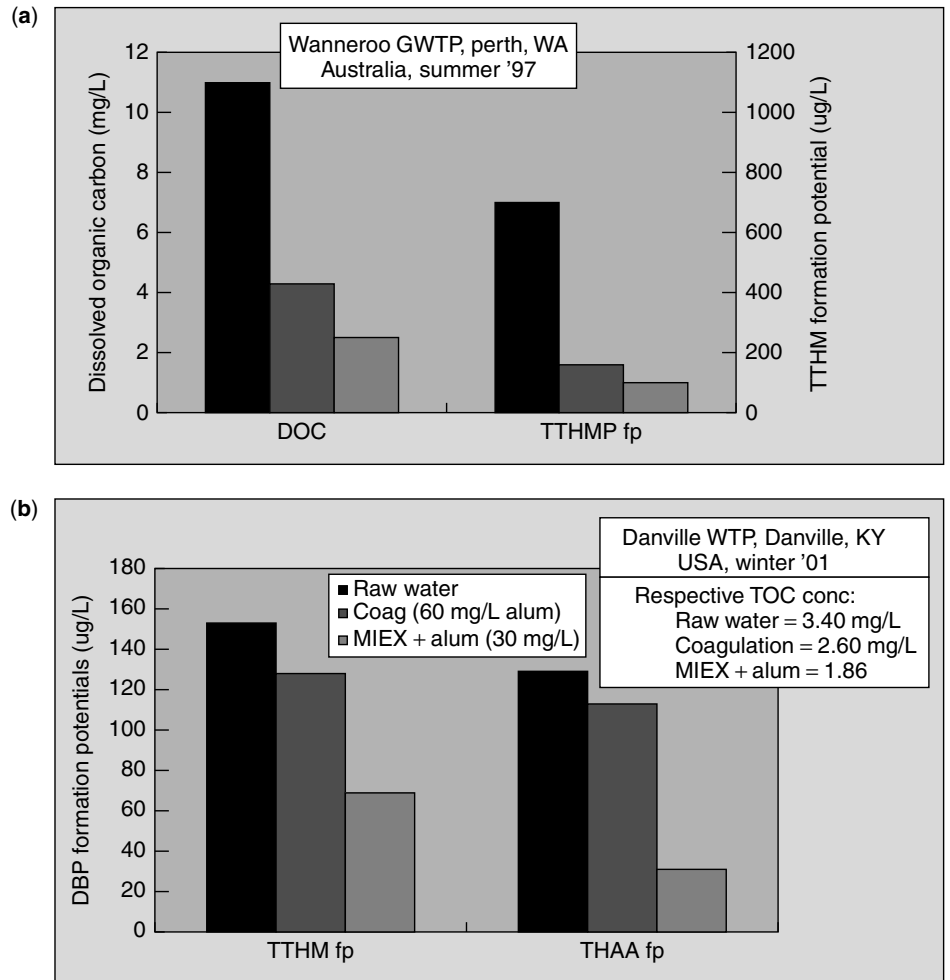 (a)
Wanneroo GWTP, perth, WA
Australia, summer '97
Dissolved organic carbon (mg/L)
12
10
8
6
4
2
0
TTHM formation potential (ug/L)
1200
1000
800
600
400
200
0
DOC
TTHMP fp
(b)
Danville WTP, Danville, KY
USA, winter '01
Respective TOC conc:
Raw water = 3.40 mg/L
Coagulation = 2.60 mg/L
MIEX + alum = 1.86
Raw water
Coag (60 mg/L alum)
MIEX + alum (30 mg/L)
DBP formation potentials (ug/L)
180
160
140
120
100
80
60
40
20
0
TTHM fp
THAA fp